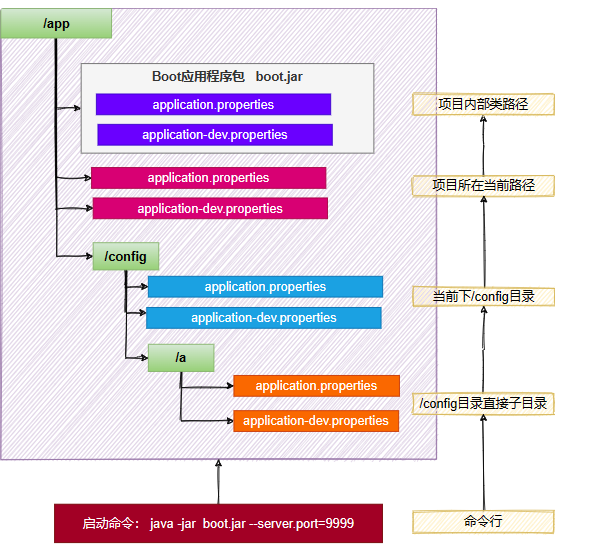 /app
Boot应用程序包 boot.jar
application.properties
application-dev.properties
application.properties
application-dev.properties
/config
application.properties
application-dev.properties
/a
application.properties
application-dev.properties
启动命令： java -jar boot.jar --server.port=9999
项目内部类路径
项目所在当前路径
当前下/config目录
/config目录直接子目录
命令行